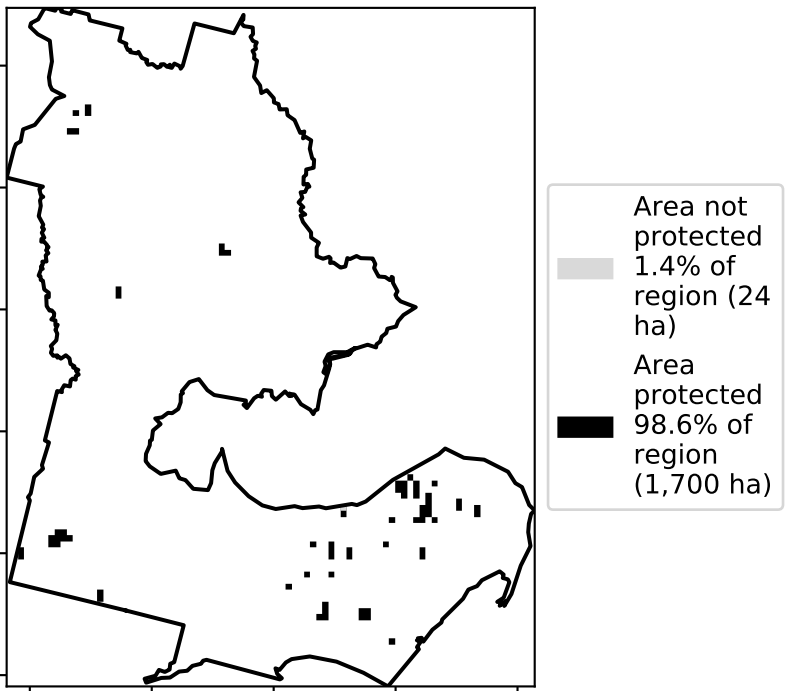 Area not
protected
1.4% of
region (24
ha)
Area
protected
98.6% of
region
(1,700 ha)